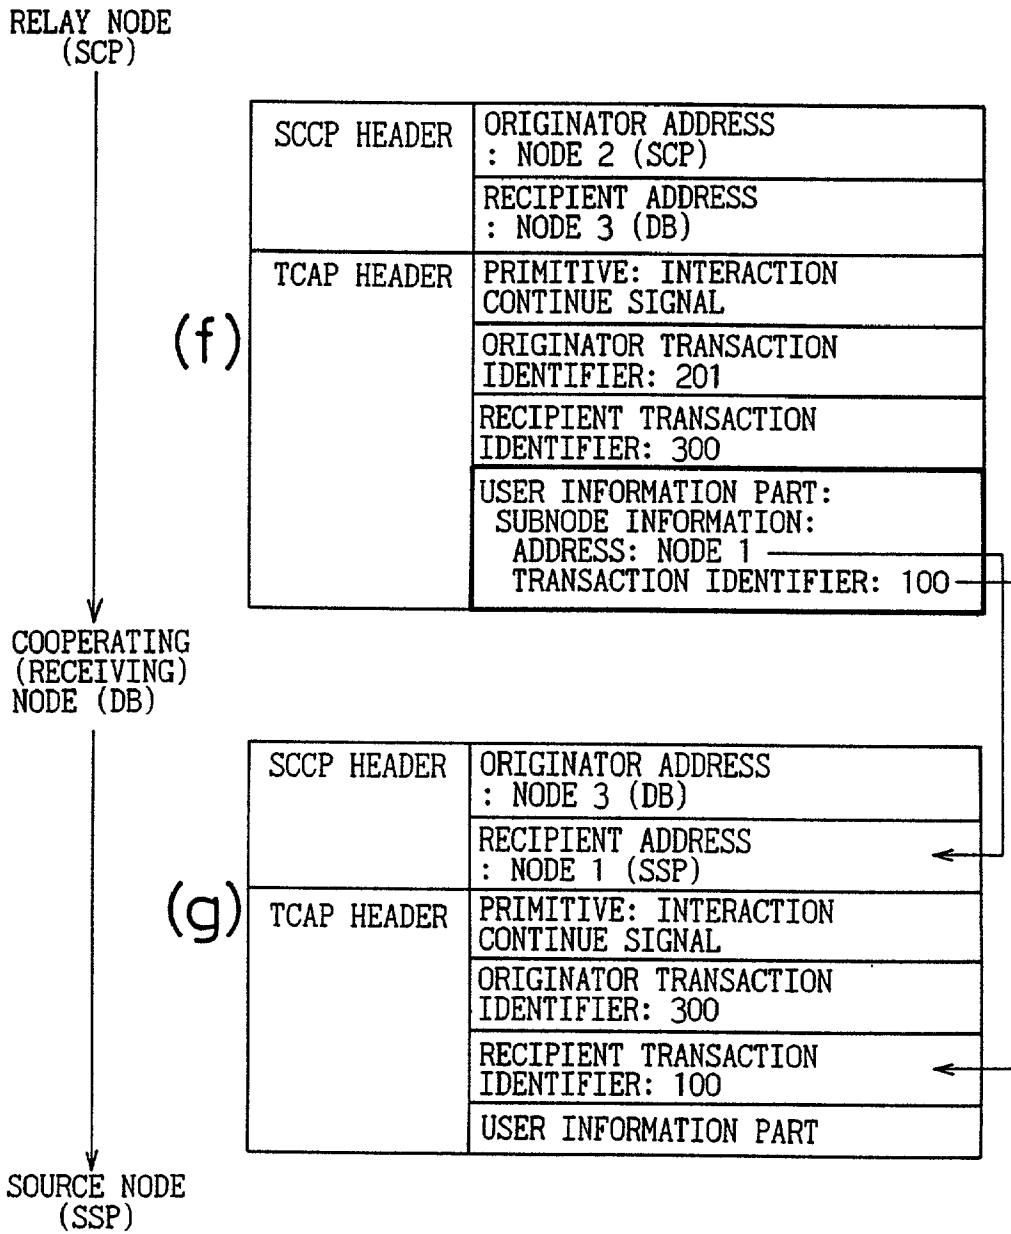 RELAY NODE
(SCP)
SCCP HEADER
ORIGINATOR ADDRESS
: NODE 2 (SCP)
RECIPIENT ADDRESS
: NODE 3 (DB)
(f)
TCAP HEADER
PRIMITIVE: INTERACTION
CONTINUE SIGNAL
ORIGINATOR TRANSACTION
IDENTIFIER: 201
RECIPIENT TRANSACTION
IDENTIFIER: 300
USER INFORMATION PART:
SUBNODE INFORMATION:
ADDRESS: NODE 1
TRANSACTION IDENTIFIER: 100
COOPERATING
(RECEIVING)
NODE (DB)
SCCP HEADER
ORIGINATOR ADDRESS
: NODE 3 (DB)
RECIPIENT ADDRESS
: NODE 1 (SSP)
(g)
TCAP HEADER
PRIMITIVE: INTERACTION
CONTINUE SIGNAL
ORIGINATOR TRANSACTION
IDENTIFIER: 300
RECIPIENT TRANSACTION
IDENTIFIER: 100
USER INFORMATION PART
SOURCE NODE
(SSP)